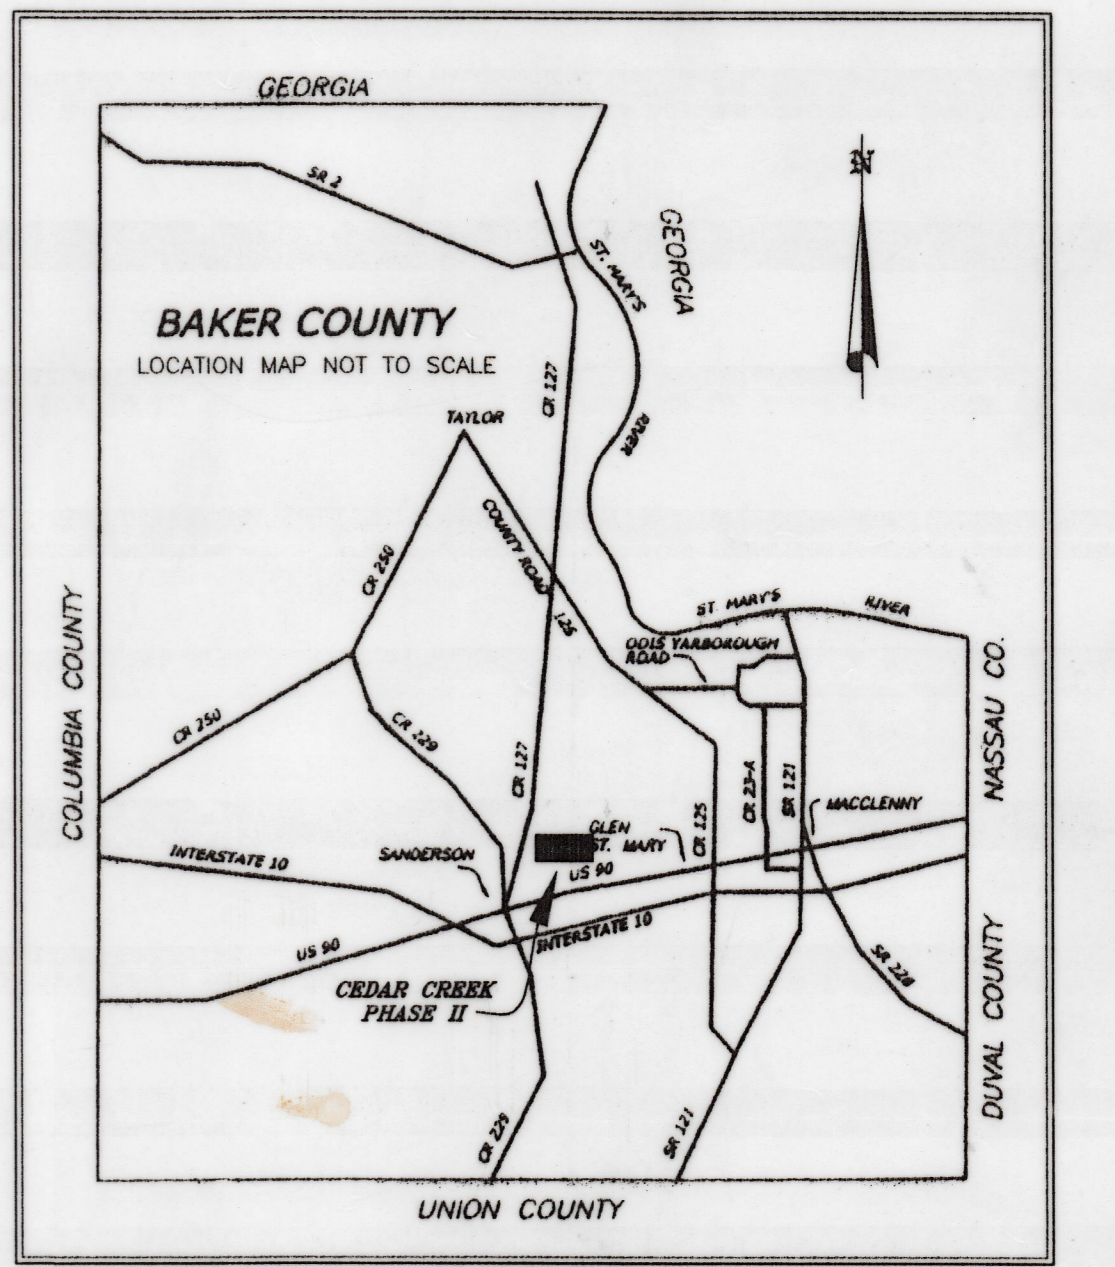 GEORGIA
N
SR 2
GEORGIA
ST. MARY'S
RIVER
BAKER COUNTY
LOCATION MAP NOT TO SCALE
CR 127
TAYLOR
COUNTY ROAD
125
CR 250
ST. MARY'S
RIVER
ODIS YARBOROUGH
ROAD
COLUMBIA COUNTY
NASSAU CO.
CR 250
CR 229
CR 127
CR 125
CR 23-A
SR 121
MACCLENNY
GLEN
ST. MARY
SANDERSON
INTERSTATE 10
US 90
INTERSTATE 10
US 90
SR 228
CEDAR CREEK
PHASE II
DUVAL COUNTY
CR 229
SR 121
UNION COUNTY